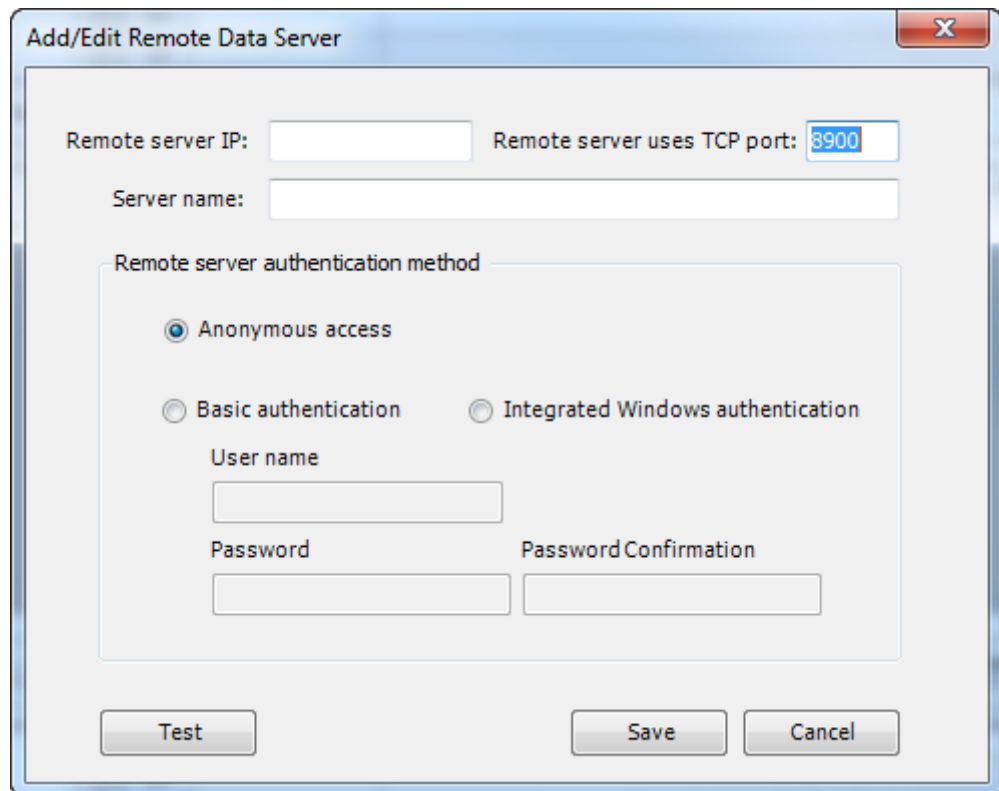 Add/Edit Remote Data Server
Remote server IP: Remote server uses TCP port: 8900
Server name:
Remote server authentication method
Anonymous access
Basic authentication Integrated Windows authentication
User name
Password Password Confirmation
Test Save Cancel